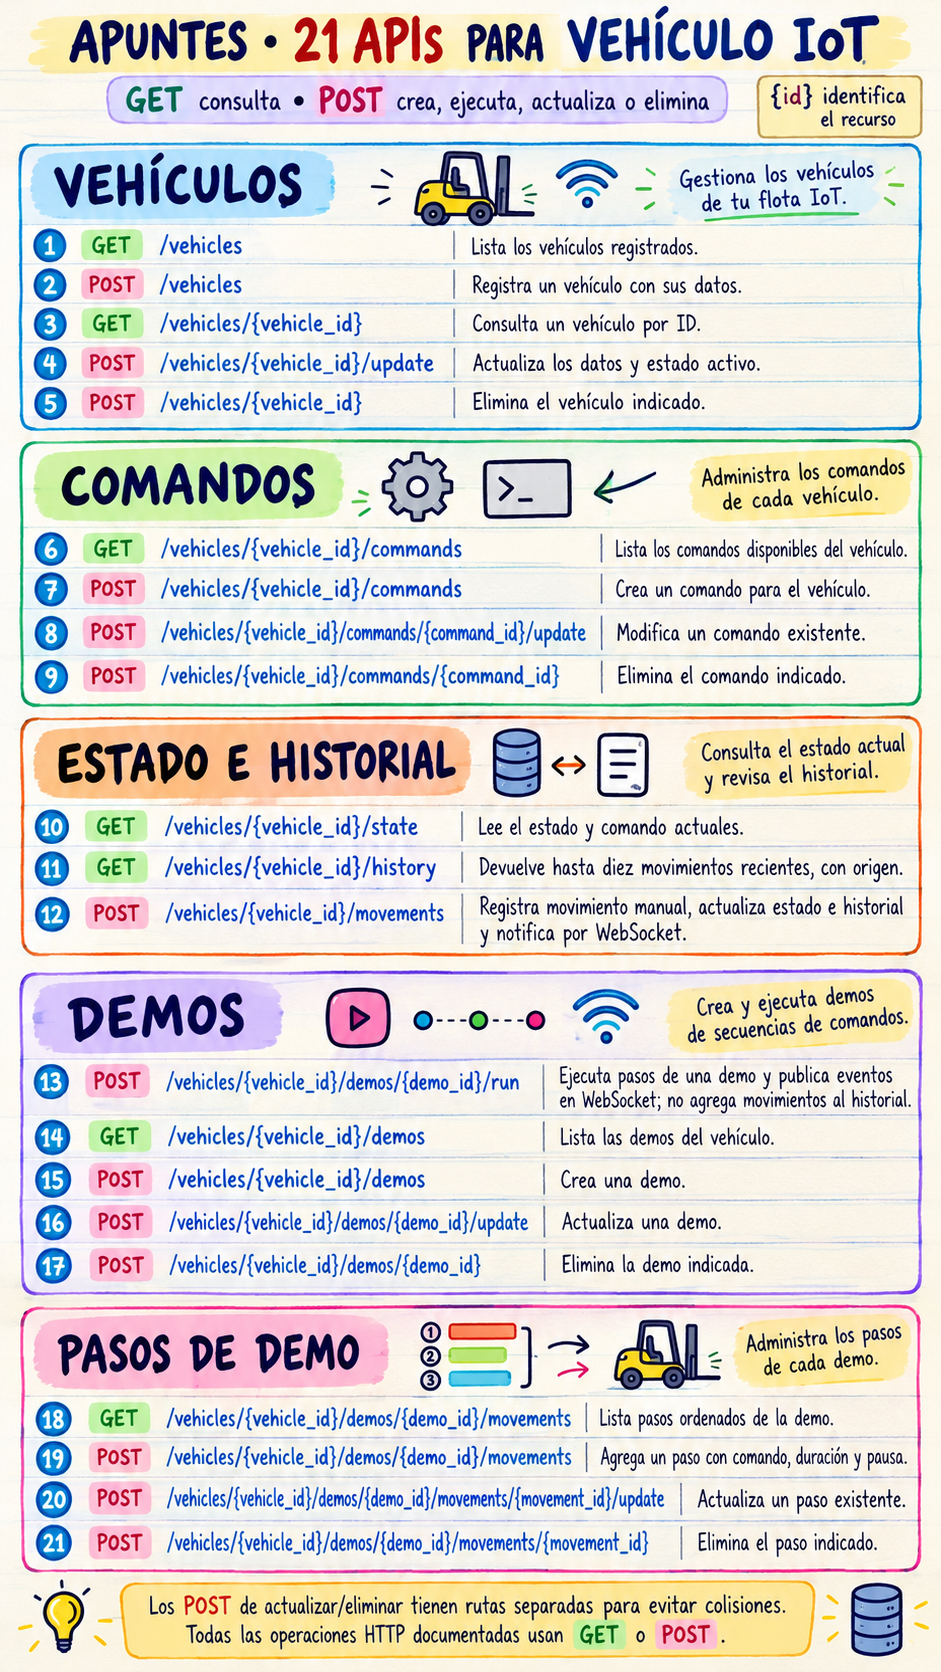 APUNTES • 21 APIs PARA VEHÍCULO IoT
GET consulta • POST crea, ejecuta, actualiza o elimina
{id} identifica
el recurso
VEHÍCULOS
Gestiona los vehículos
de tu flota IoT.
1 GET /vehicles Lista los vehículos registrados.
2 POST /vehicles Registra un vehículo con sus datos.
3 GET /vehicles/{vehicle_id} Consulta un vehículo por ID.
4 POST /vehicles/{vehicle_id}/update Actualiza los datos y estado activo.
5 POST /vehicles/{vehicle_id} Elimina el vehículo indicado.
COMANDOS
>_
Administra los comandos
de cada vehículo.
6 GET /vehicles/{vehicle_id}/commands Lista los comandos disponibles del vehículo.
7 POST /vehicles/{vehicle_id}/commands Crea un comando para el vehículo.
8 POST /vehicles/{vehicle_id}/commands/{command_id}/update Modifica un comando existente.
9 POST /vehicles/{vehicle_id}/commands/{command_id} Elimina el comando indicado.
ESTADO E HISTORIAL
Consulta el estado actual
y revisa el historial.
10 GET /vehicles/{vehicle_id}/state Lee el estado y comando actuales.
11 GET /vehicles/{vehicle_id}/history Devuelve hasta diez movimientos recientes, con origen.
12 POST /vehicles/{vehicle_id}/movements Registra movimiento manual, actualiza estado e historial
y notifica por WebSocket.
DEMOS
Crea y ejecuta demos
de secuencias de comandos.
13 POST /vehicles/{vehicle_id}/demos/{demo_id}/run Ejecuta pasos de una demo y publica eventos
en WebSocket; no agrega movimientos al historial.
14 GET /vehicles/{vehicle_id}/demos Lista las demos del vehículo.
15 POST /vehicles/{vehicle_id}/demos Crea una demo.
16 POST /vehicles/{vehicle_id}/demos/{demo_id}/update Actualiza una demo.
17 POST /vehicles/{vehicle_id}/demos/{demo_id} Elimina la demo indicada.
PASOS DE DEMO
1
2
3
Administra los pasos
de cada demo.
18 GET /vehicles/{vehicle_id}/demos/{demo_id}/movements Lista pasos ordenados de la demo.
19 POST /vehicles/{vehicle_id}/demos/{demo_id}/movements Agrega un paso con comando, duración y pausa.
20 POST /vehicles/{vehicle_id}/demos/{demo_id}/movements/{movement_id}/update Actualiza un paso existente.
21 POST /vehicles/{vehicle_id}/demos/{demo_id}/movements/{movement_id} Elimina el paso indicado.
Los POST de actualizar/eliminar tienen rutas separadas para evitar colisiones.
Todas las operaciones HTTP documentadas usan GET o POST.